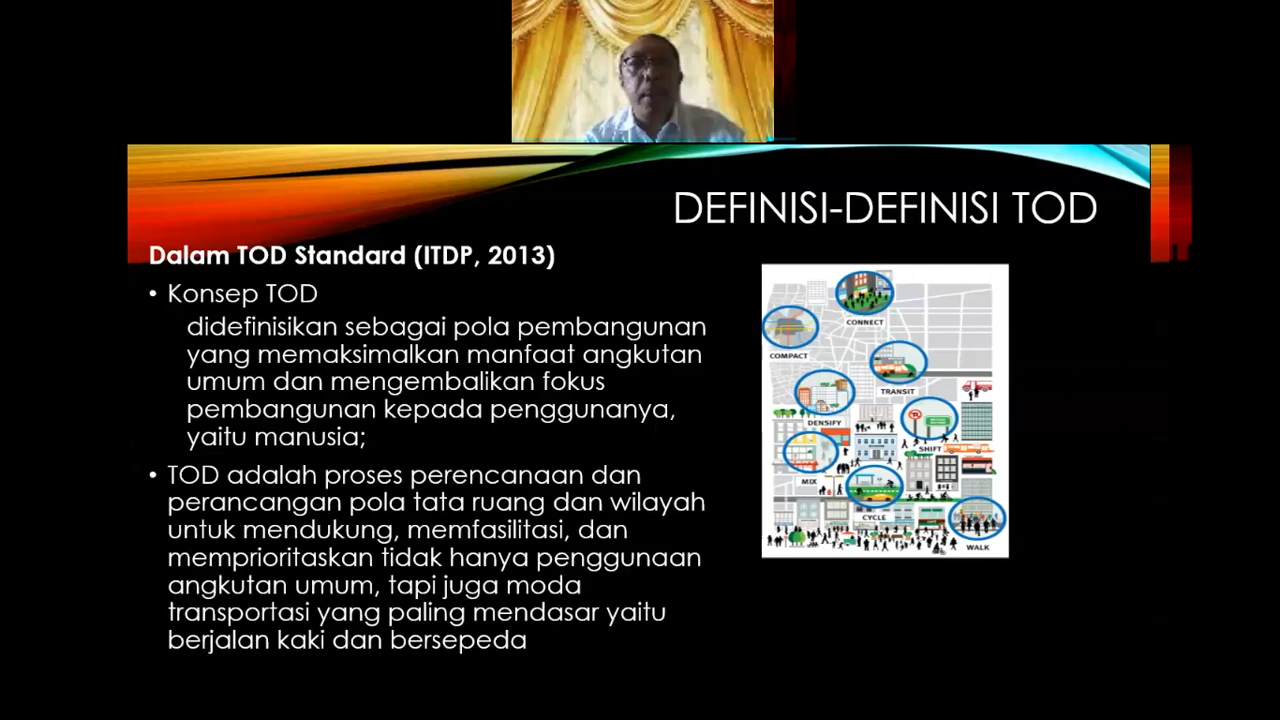 DEFINISI-DEFINISI TOD
Dalam TOD Standard (ITDP, 2013)
• Konsep TOD
didefinisikan sebagai pola pembangunan
yang memaksimalkan manfaat angkutan
umum dan mengembalikan fokus
pembangunan kepada penggunanya,
yaitu manusia;
• TOD adalah proses perencanaan dan
perancangan pola tata ruang dan wilayah
untuk mendukung, memfasilitasi, dan
memprioritaskan tidak hanya penggunaan
angkutan umum, tapi juga moda
transportasi yang paling mendasar yaitu
berjalan kaki dan bersepeda
CONNECT
COMPACT
TRANSIT
DENSIFY
SHIFT
MIX
CYCLE
WALK